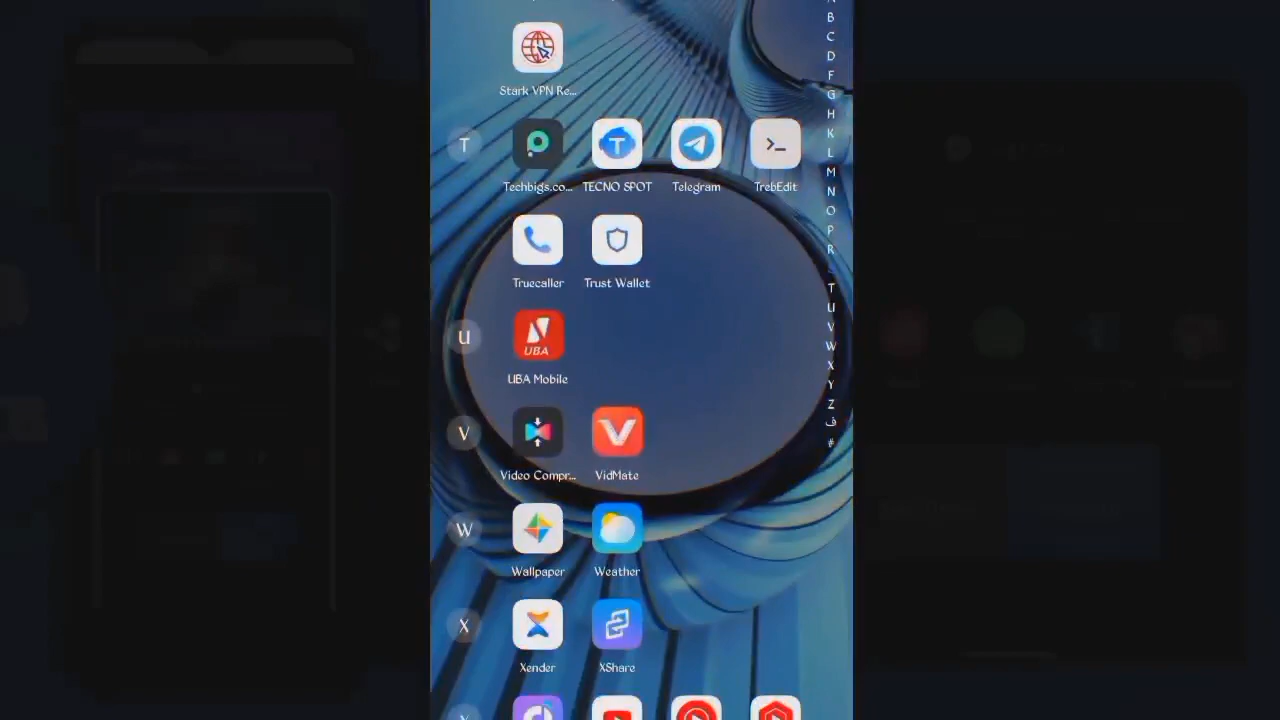 Stark VPN Re...
T
Techbigs.co...
TECNO SPOT
Telegram
TrebEdit
Truecaller
Trust Wallet
U
UBA
UBA Mobile
V
Video Compr...
VidMate
W
Wallpaper
Weather
X
Xender
XShare
B
C
D
F
G
H
K
L
M
N
O
P
R
T
U
V
W
X
Y
Z
ف
#